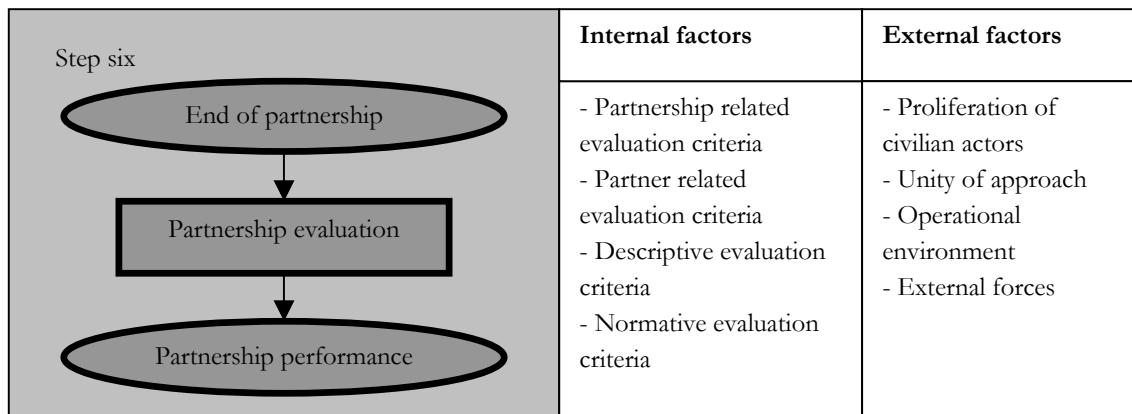 Step six
End of partnership
Partnership evaluation
Partnership performance
Internal factors
- Partnership related
evaluation criteria
- Partner related
evaluation criteria
- Descriptive evaluation
criteria
- Normative evaluation
criteria
External factors
- Proliferation of
civilian actors
- Unity of approach
- Operational
environment
- External forces